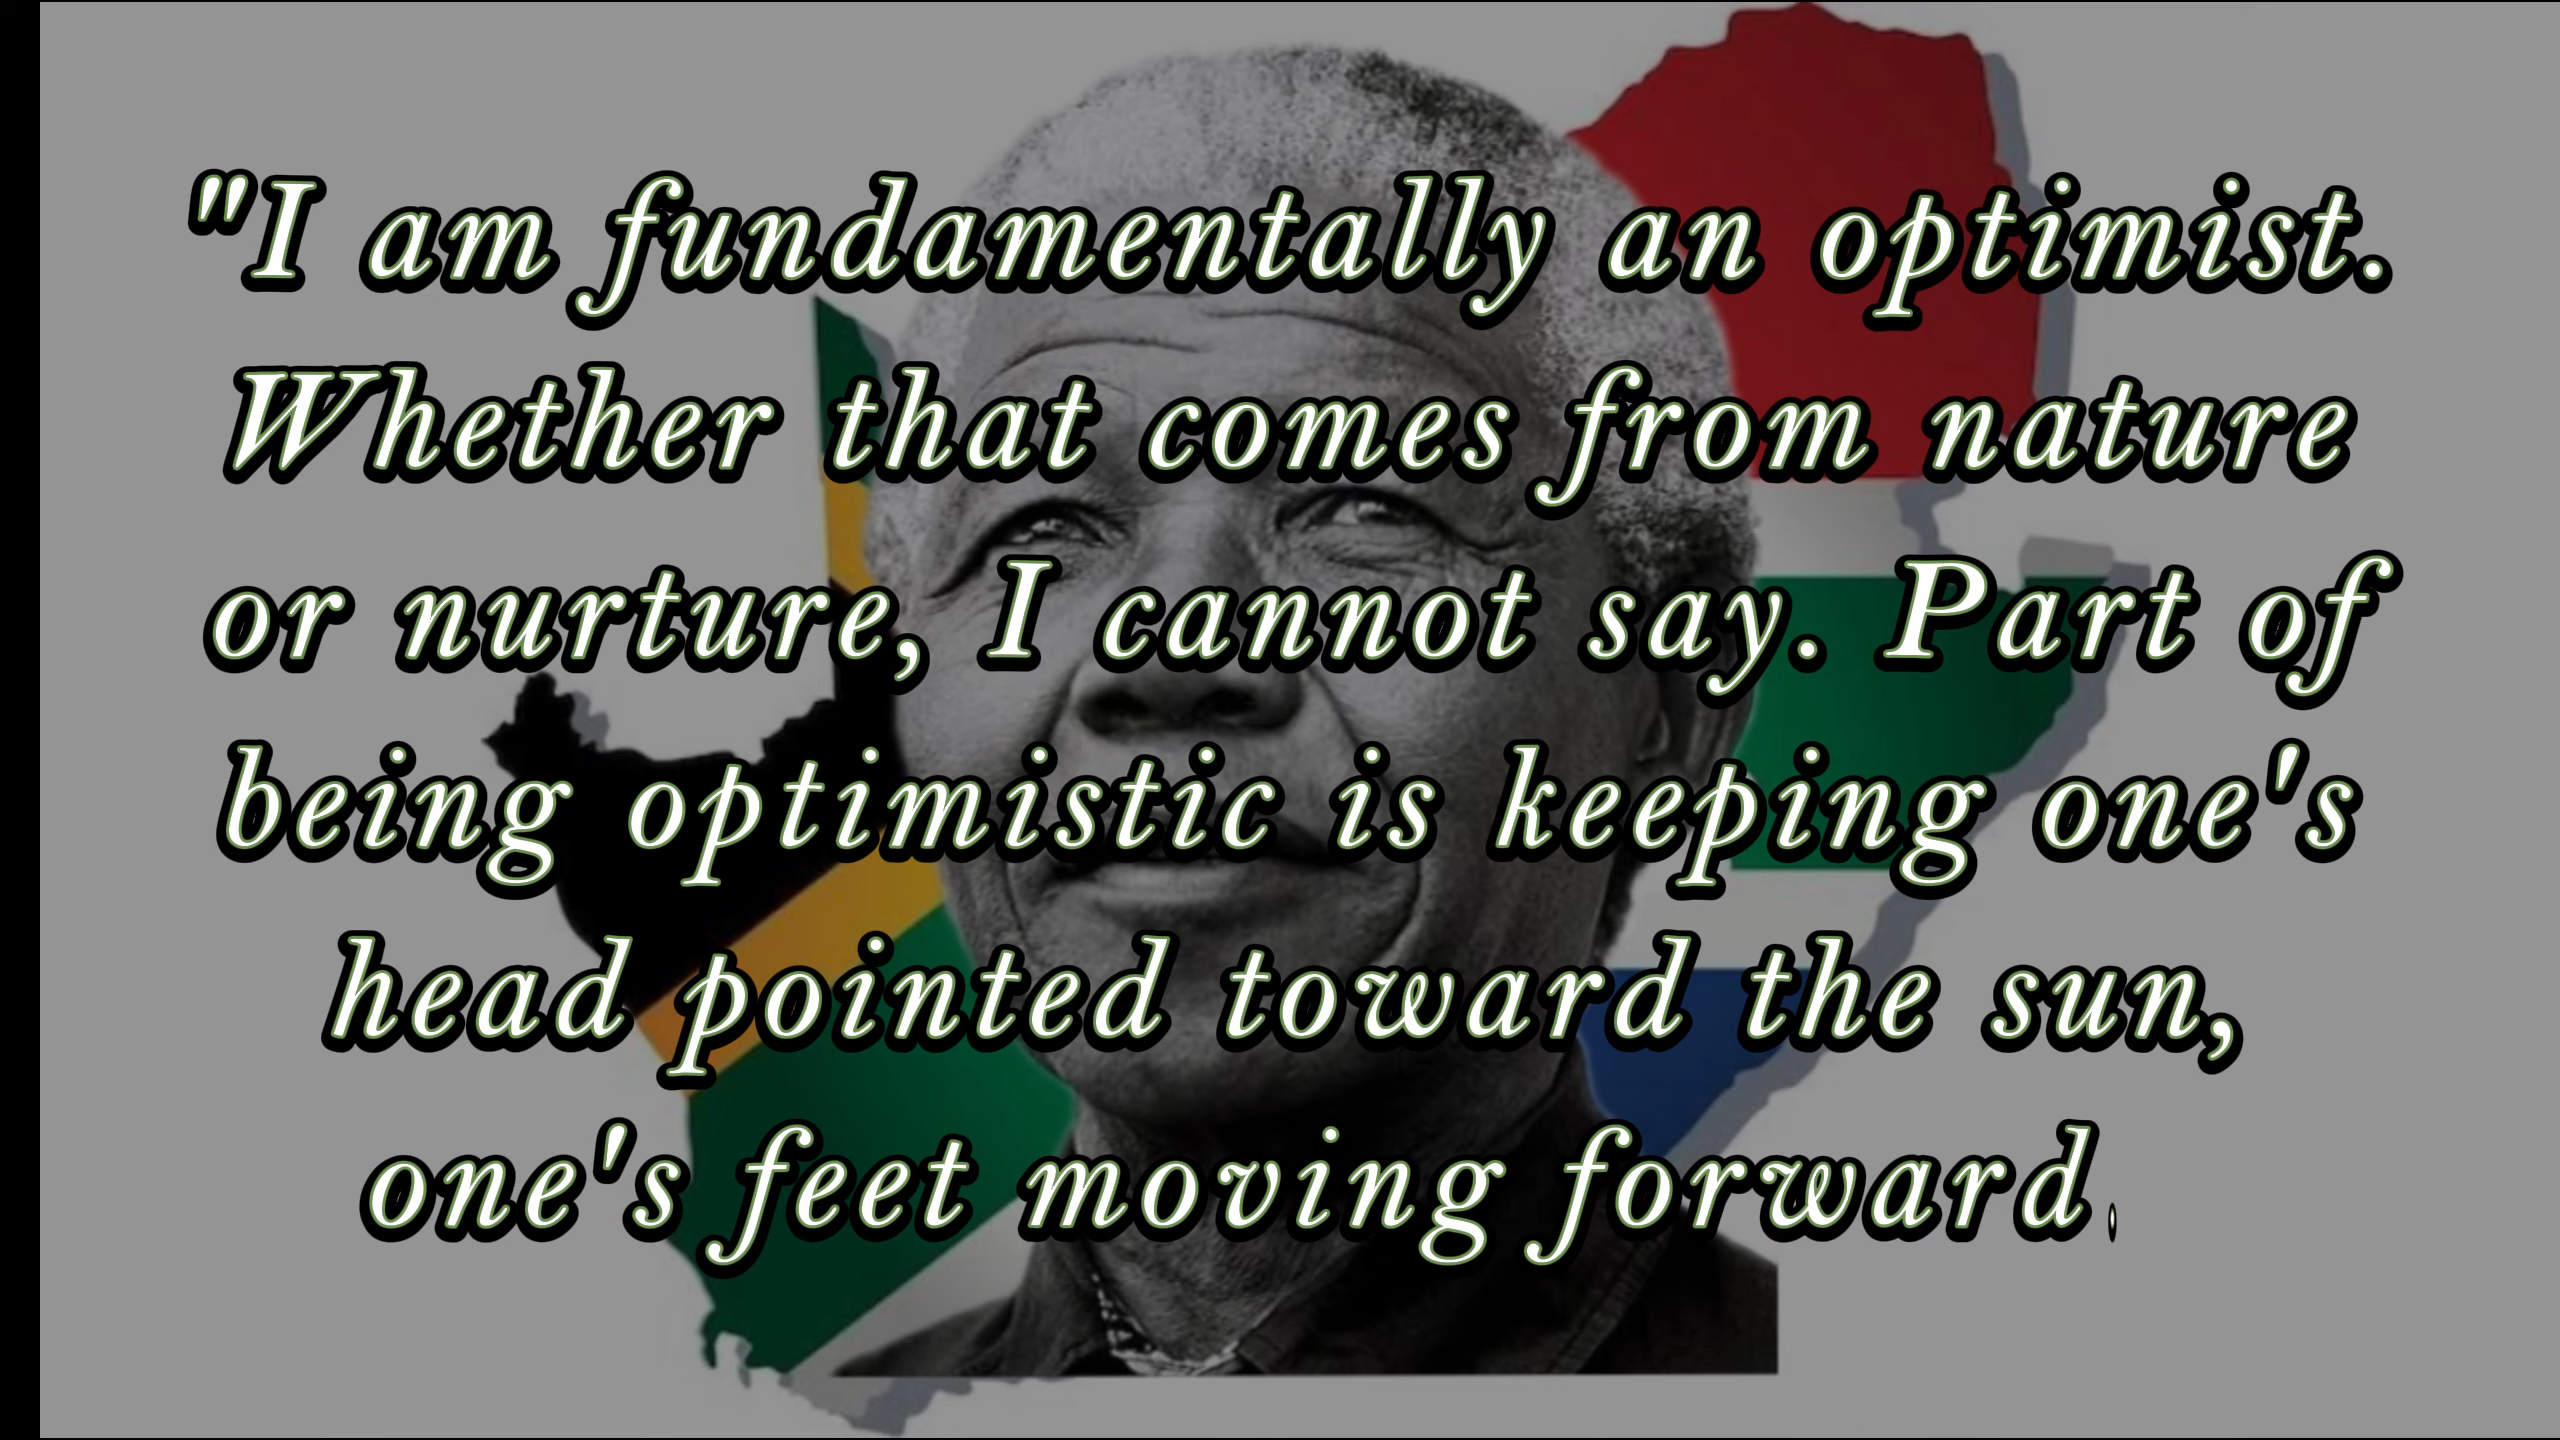 "I am fundamentally an optimist.
Whether that comes from nature
or nurture, I cannot say. Part of
being optimistic is keeping one's
head pointed toward the sun,
one's feet moving forward.